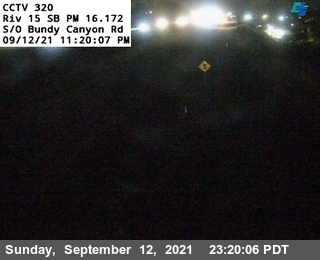 CCTV 320
Riv 15 SB PM 16.172
S/O Bundy Canyon Rd
09/12/21 11:20:07 PM
Sunday, September 12, 2021 23:20:06 PDT